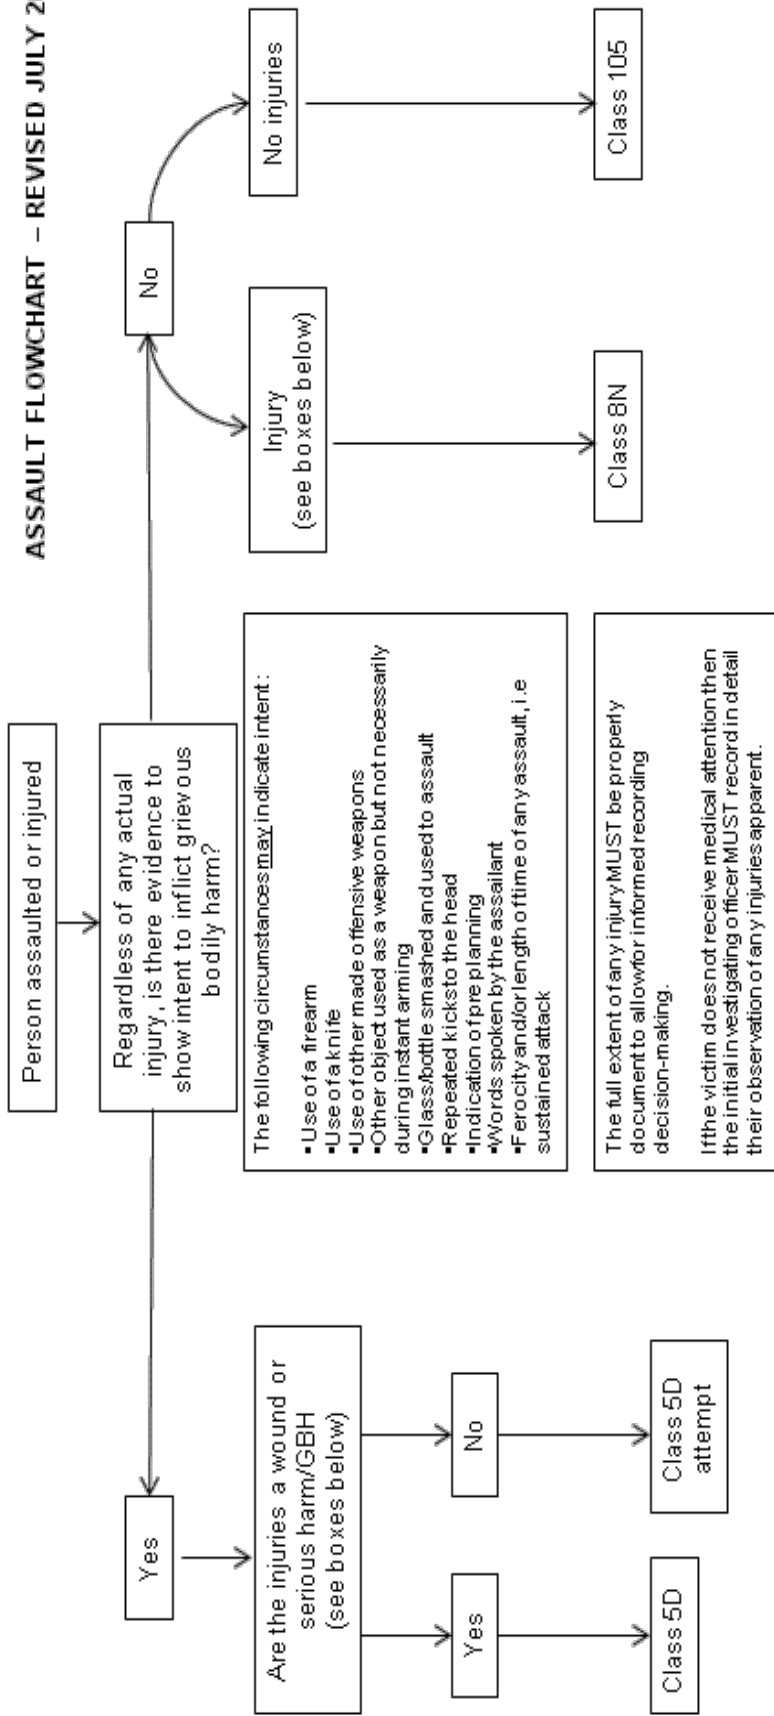 ASSAULT FLOWCHART – REVISED JULY 2
Person assaulted or injured
Regardless of any actual
injury, is there evidence to
show intent to inflict grievous
bodily harm?
Yes
No
Are the injuries a wound or
serious harm/GBH
(see boxes below)
The following circumstances may indicate intent:
▪Use of a firearm
▪Use of a knife
▪Use of other made offensive weapons
▪Other object used as a weapon but not necessarily
during instant arming
▪Glass/bottle smashed and used to assault
▪Repeated kicks to the head
▪Indication of pre planning
▪Words spoken by the assailant
▪Ferocity and/or length of time of any assault, i.e
sustained attack
Injury
(see boxes below)
No injuries
Yes
No
Class 5D
Class 5D
attempt
The full extent of any injury MUST be properly
document to allow for informed recording
decision-making.
If the victim does not receive medical attention then
the initial investigating officer MUST record in detail
their observation of any injuries apparent.
Class 8N
Class 105